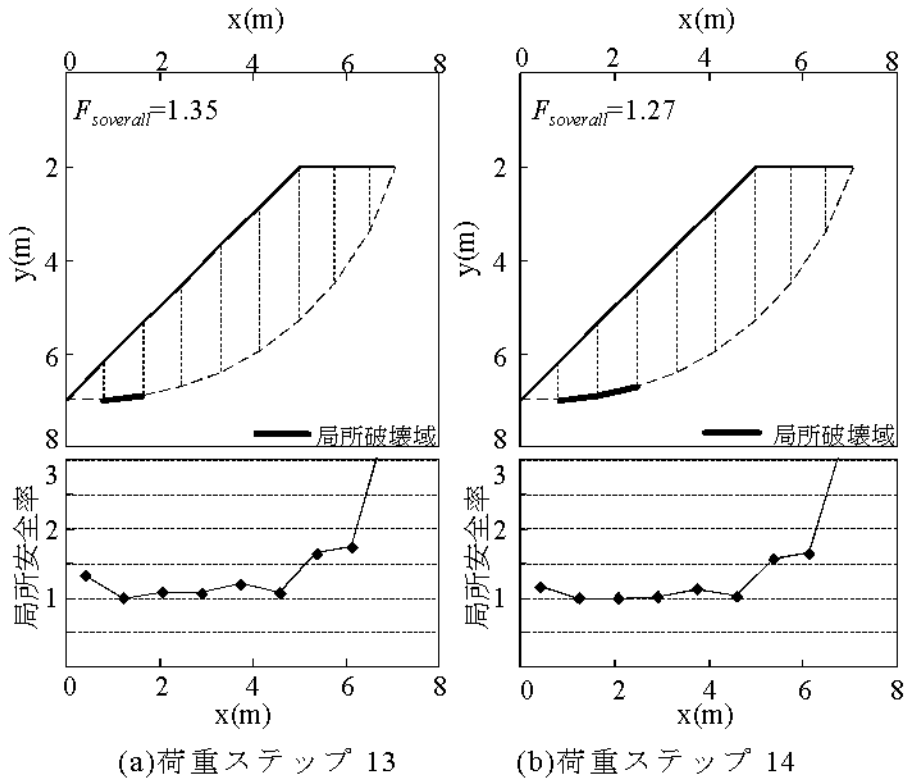 x(m)
0 2 4 6 8
F_soverall=1.35
2
4
6
8
y(m)
局所破壊域
3
2
1
局所安全率
0 2 4 6 8
x(m)
(a)荷重ステップ 13
x(m)
0 2 4 6 8
F_soverall=1.27
2
4
6
8
y(m)
局所破壊域
3
2
1
局所安全率
0 2 4 6 8
x(m)
(b)荷重ステップ 14